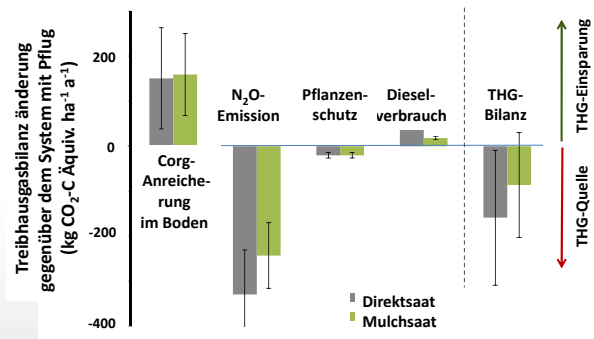 Treibhausgasbilanz änderung
gegenüber dem System mit Pflug
(kg CO₂-C Äquiv. ha⁻¹ a⁻¹)
200
0
-200
-400
Corg-
Anreiche-
rung
im Boden
N₂O-
Emission
Pflanzen-
schutz
Diesel-
verbrauch
THG-
Bilanz
Direktsaat
Mulchsaat
THG-Einsparung
THG-Quelle